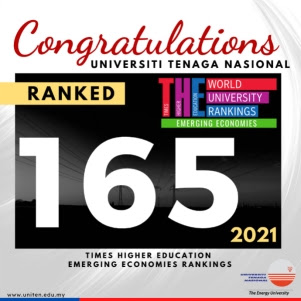 Congratulations
UNIVERSITI TENAGA NASIONAL
RANKED
THE
TIMES
HIGHER
EDUCATION
WORLD
UNIVERSITY
RANKINGS
EMERGING ECONOMIES
165
2021
TIMES HIGHER EDUCATION
EMERGING ECONOMIES RANKINGS
www.uniten.edu.my
UNIVERSITI
TENAGA
NASIONAL
The Energy University